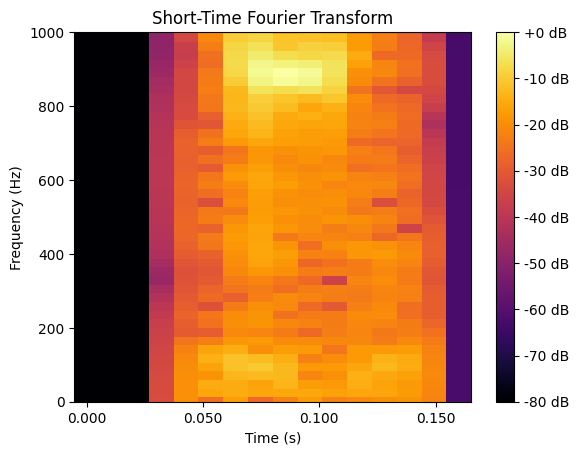 Short-Time Fourier Transform
1000
800
600
400
200
0
Frequency (Hz)
0.000
0.050
0.100
0.150
Time (s)
+0 dB
-10 dB
-20 dB
-30 dB
-40 dB
-50 dB
-60 dB
-70 dB
-80 dB